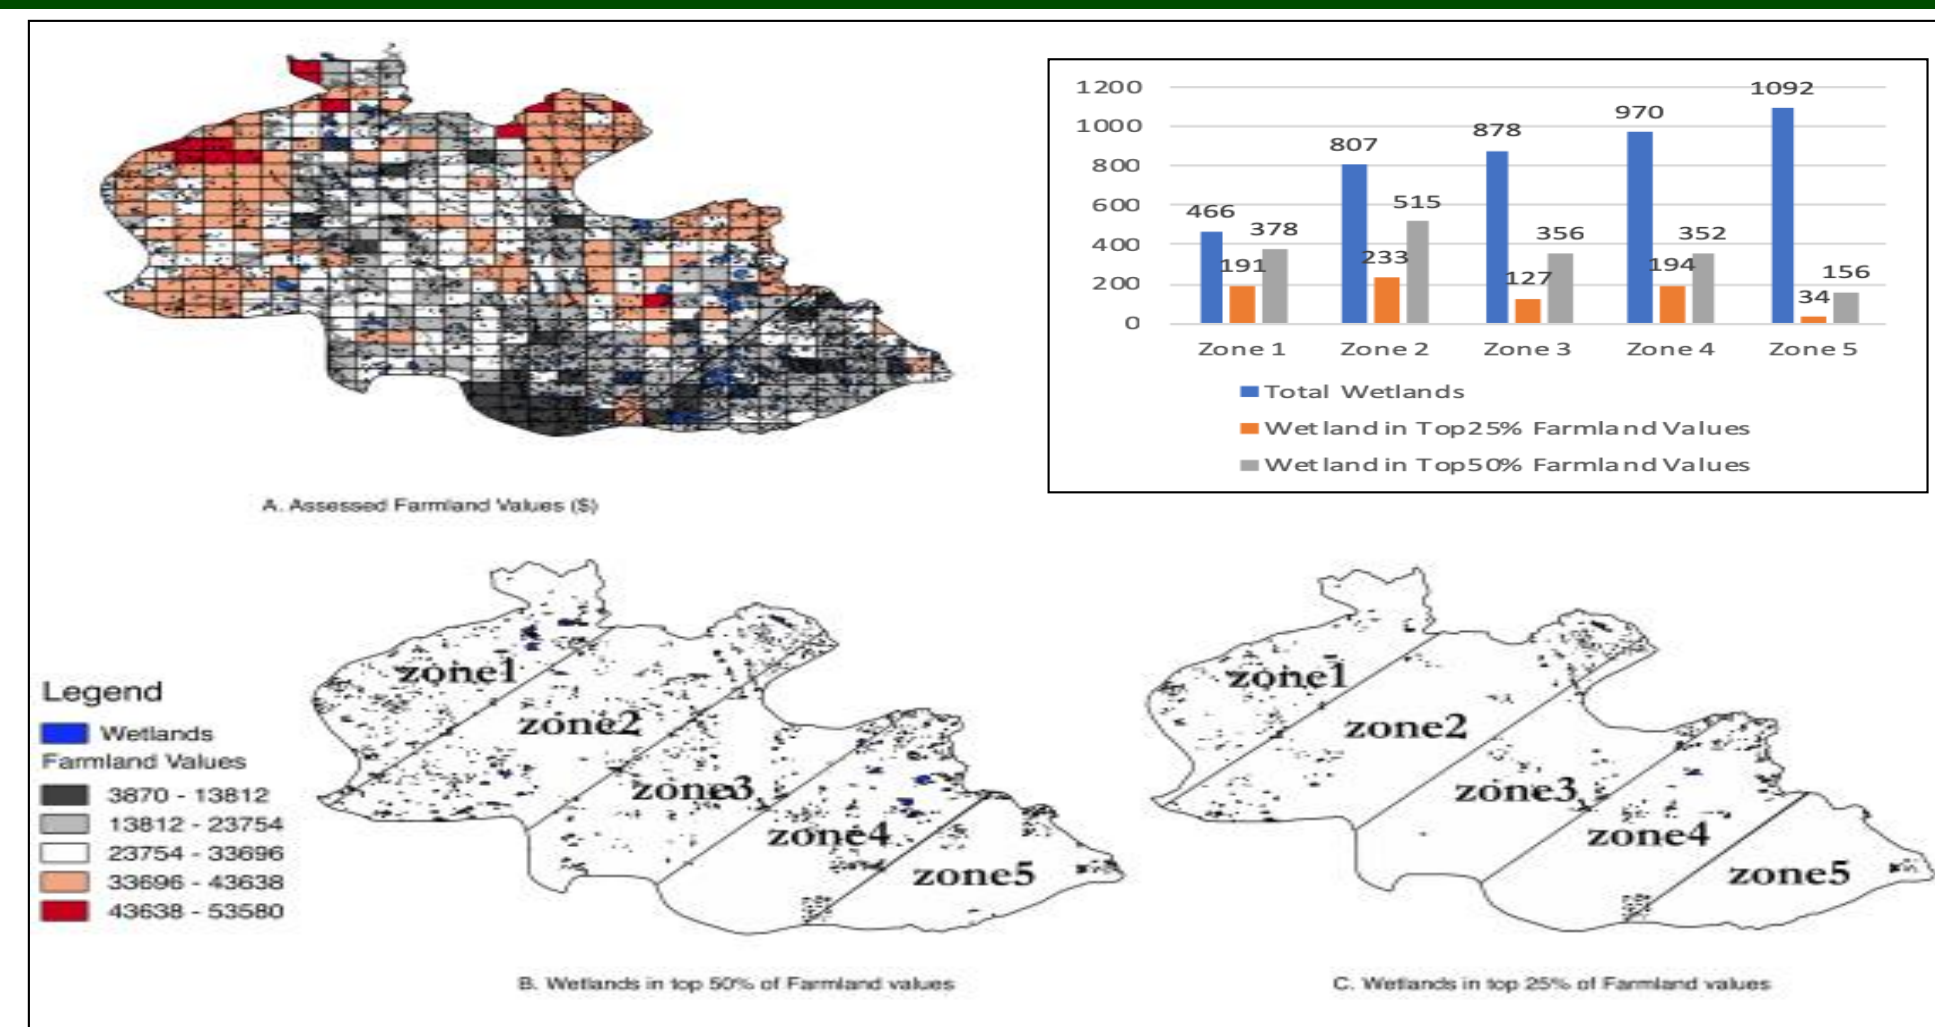 A. Assessed Farmland Values ($)
1200
1000
800
600
400
200
0
466
191
378
807
233
515
878
127
356
970
194
352
1092
34
156
Zone 1
Zone 2
Zone 3
Zone 4
Zone 5
Total Wetlands
Wetland in Top25% Farmland Values
Wetland in Top50% Farmland Values
Legend
Wetlands
Farmland Values
3870 - 13812
13812 - 23754
23754 - 33696
33696 - 43638
43638 - 53580
zone1
zone2
zone3
zone4
zone5
B. Wetlands in top 50% of Farmland values
zone1
zone2
zone3
zone4
zone5
C. Wetlands in top 25% of Farmland values